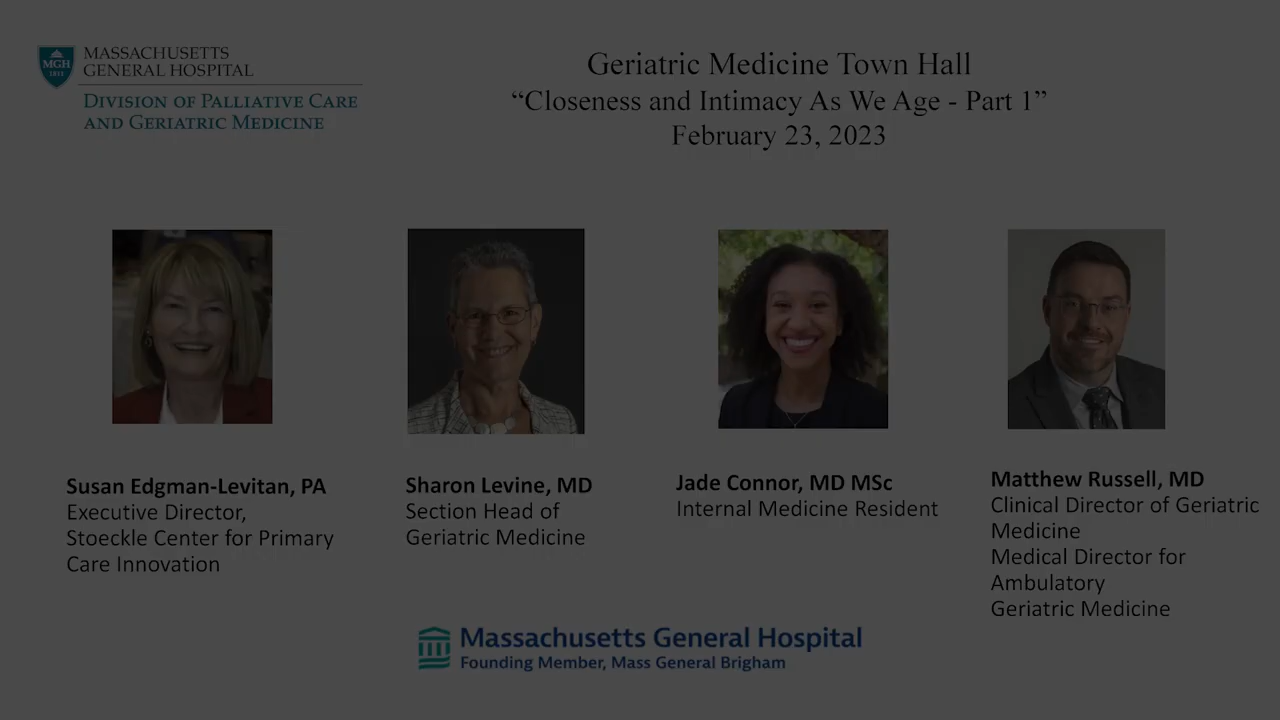 MGH
1811
MASSACHUSETTS
GENERAL HOSPITAL
DIVISION OF PALLIATIVE CARE
AND GERIATRIC MEDICINE
Geriatric Medicine Town Hall
“Closeness and Intimacy As We Age - Part 1”
February 23, 2023
Susan Edgman-Levitan, PA
Executive Director,
Stoeckle Center for Primary
Care Innovation
Sharon Levine, MD
Section Head of
Geriatric Medicine
Jade Connor, MD MSc
Internal Medicine Resident
Matthew Russell, MD
Clinical Director of Geriatric
Medicine
Medical Director for
Ambulatory
Geriatric Medicine
Massachusetts General Hospital
Founding Member, Mass General Brigham